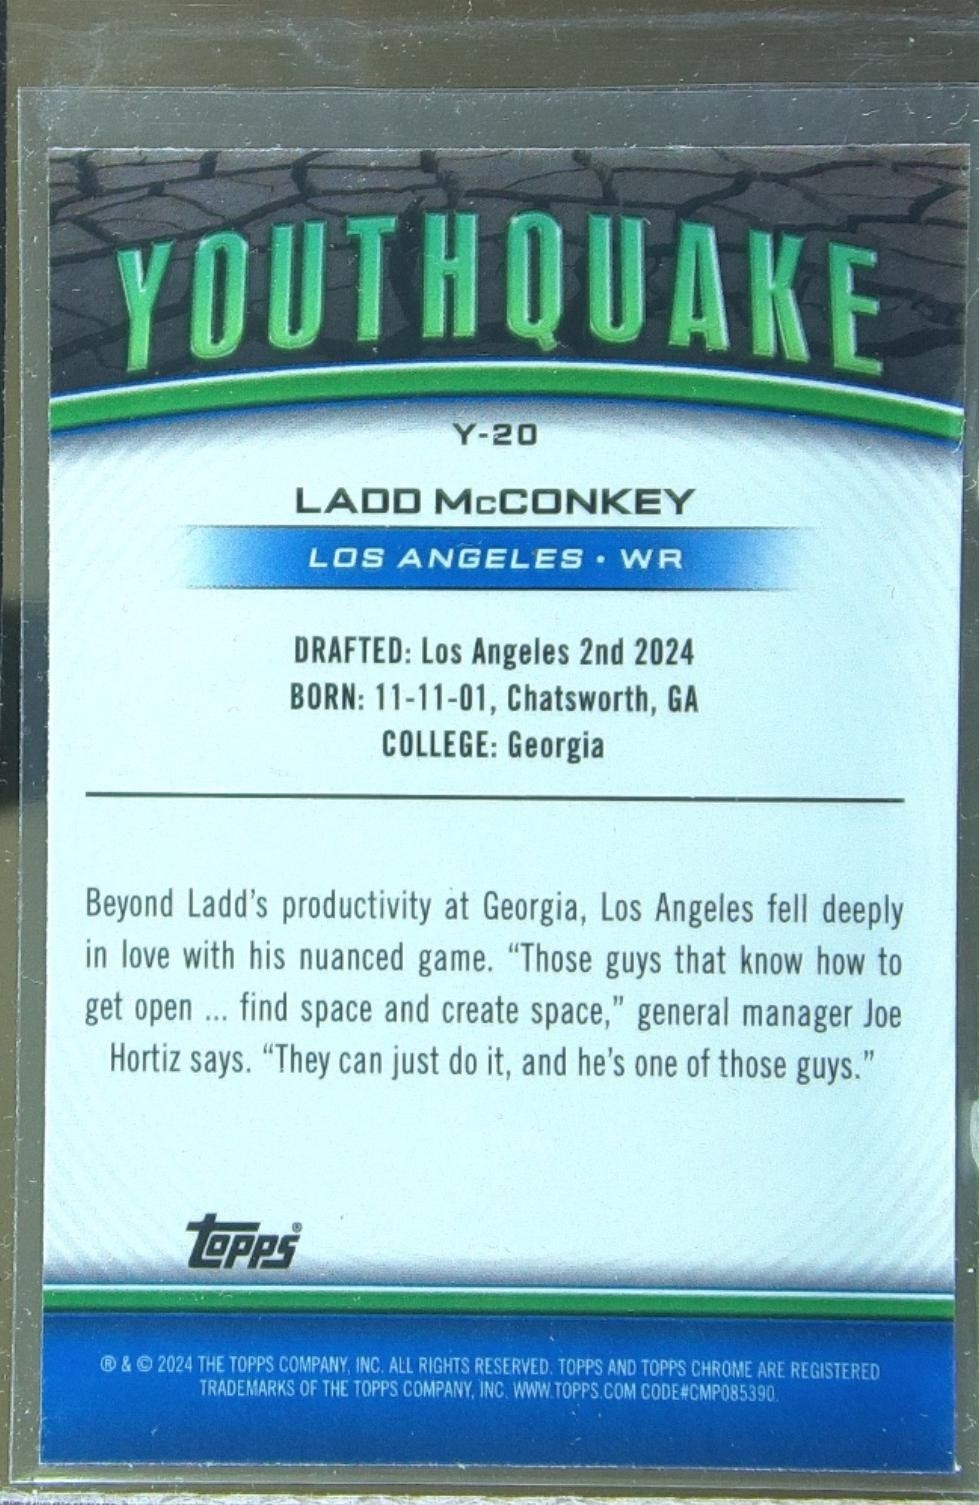 YOUTHQUAKE
Y-20
LADD McCONKEY
LOS ANGELES • WR
DRAFTED: Los Angeles 2nd 2024
BORN: 11-11-01, Chatsworth, GA
COLLEGE: Georgia
Beyond Ladd’s productivity at Georgia, Los Angeles fell deeply
in love with his nuanced game. “Those guys that know how to
get open ... find space and create space,” general manager Joe
Hortiz says. “They can just do it, and he’s one of those guys.”
topps®
® & © 2024 THE TOPPS COMPANY, INC. ALL RIGHTS RESERVED. TOPPS AND TOPPS CHROME ARE REGISTERED
TRADEMARKS OF THE TOPPS COMPANY, INC. WWW.TOPPS.COM CODE#CMP085390.